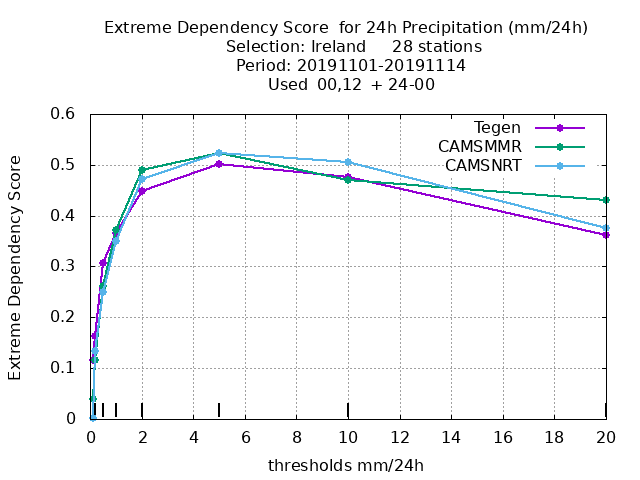 Extreme Dependency Score  for 24h Precipitation (mm/24h)
Selection: Ireland     28 stations
Period: 20191101-20191114
Used  00,12  + 24-00
Tegen
CAMSMMR
CAMSNRT
Extreme Dependency Score
0.6
0.5
0.4
0.3
0.2
0.1
0
0 2 4 6 8 10 12 14 16 18 20
thresholds mm/24h